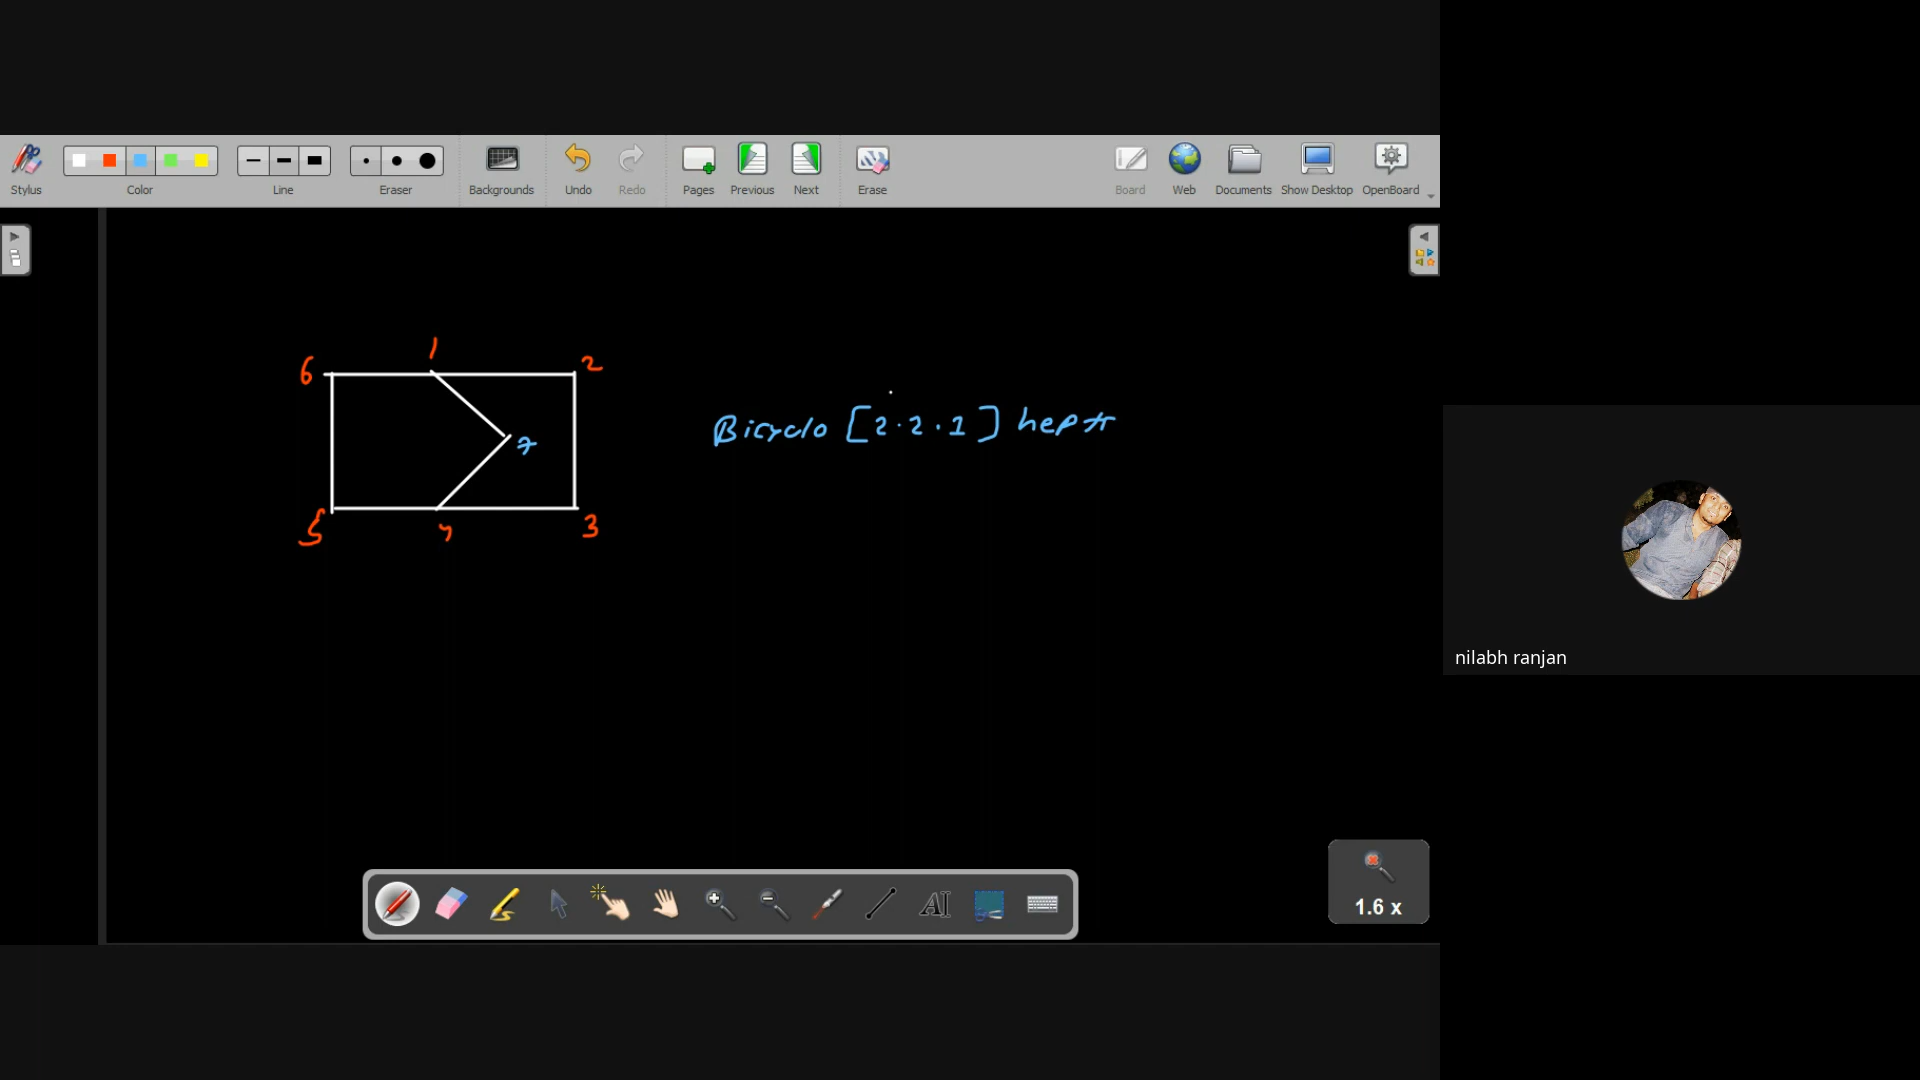 Stylus
Color
Line
Eraser
Backgrounds
Undo
Redo
Pages
Previous
Next
Erase
Board
Web
Documents
Show Desktop
OpenBoard
6 1 2
7
5 4 3
Bicyclo [2.2.1] hept
nilabh ranjan
AI
1.6 x